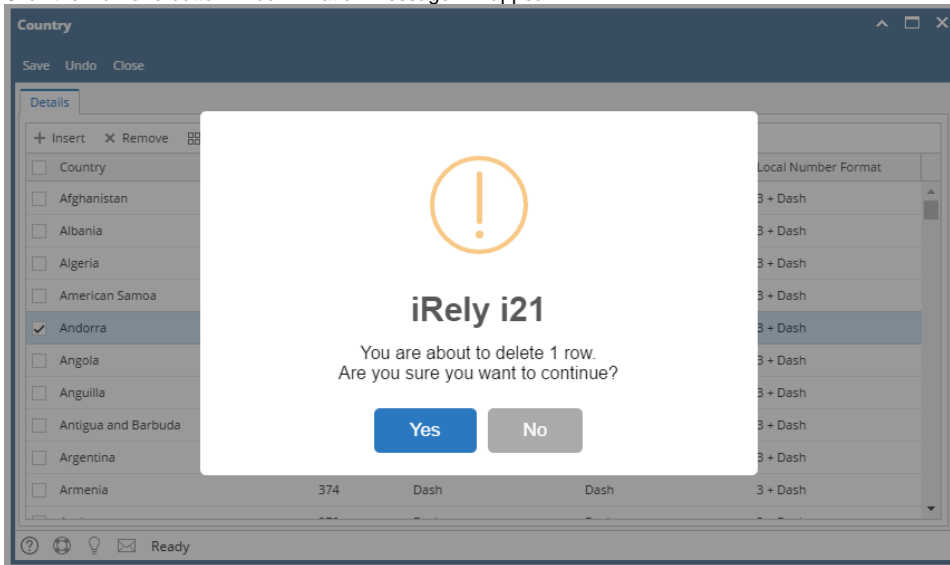 Country
Save Undo Close
Details
Insert Remove
Country Local Number Format
Afghanistan 3 + Dash
Albania 3 + Dash
Algeria 3 + Dash
American Samoa 3 + Dash
Andorra 3 + Dash
Angola 3 + Dash
Anguilla 3 + Dash
Antigua and Barbuda 3 + Dash
Argentina 3 + Dash
Armenia 374 Dash Dash 3 + Dash
iRely i21
You are about to delete 1 row.
Are you sure you want to continue?
Yes No
Ready